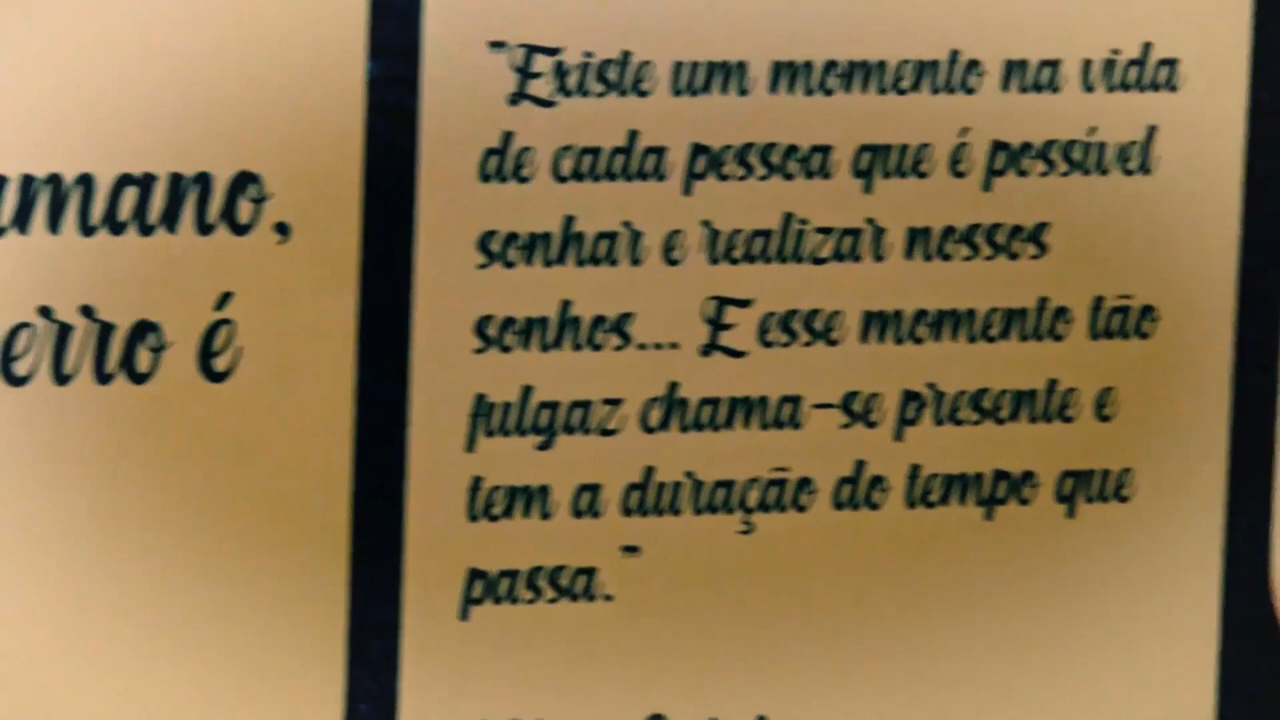 umano,
erro é
"Existe um momento na vida
de cada pessoa que é possível
sonhar e realizar nossos
sonhos... E esse momento tão
fulgaz chama-se presente e
tem a duração do tempo que
passa."